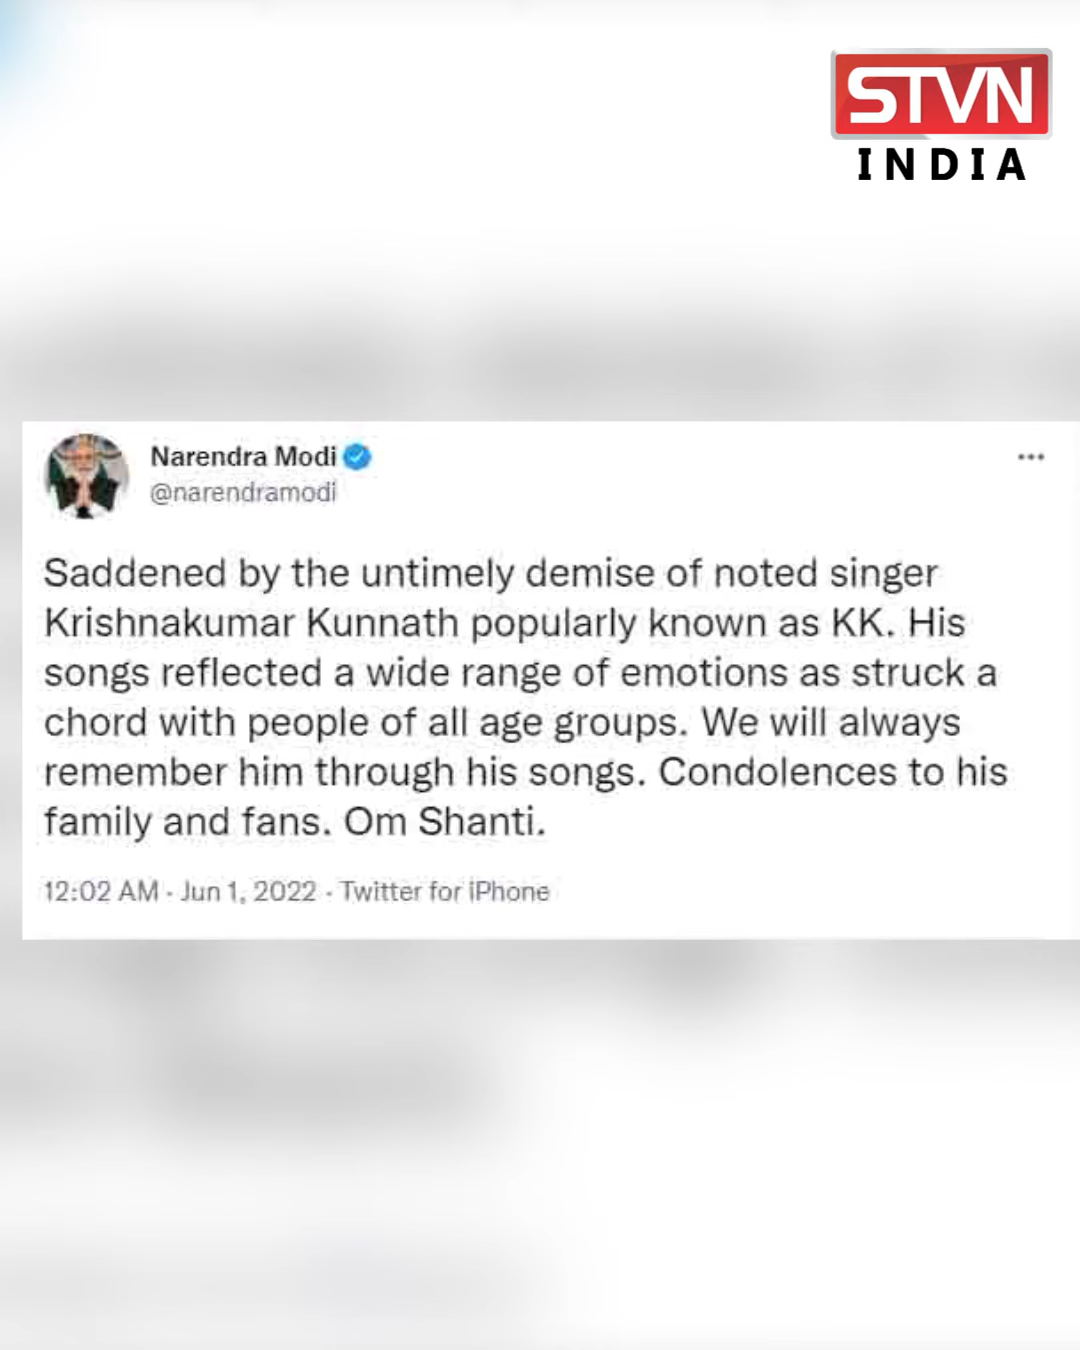 STVN
INDIA
Narendra Modi
@narendramodi
Saddened by the untimely demise of noted singer
Krishnakumar Kunnath popularly known as KK. His
songs reflected a wide range of emotions as struck a
chord with people of all age groups. We will always
remember him through his songs. Condolences to his
family and fans. Om Shanti.
12:02 AM · Jun 1, 2022 · Twitter for iPhone